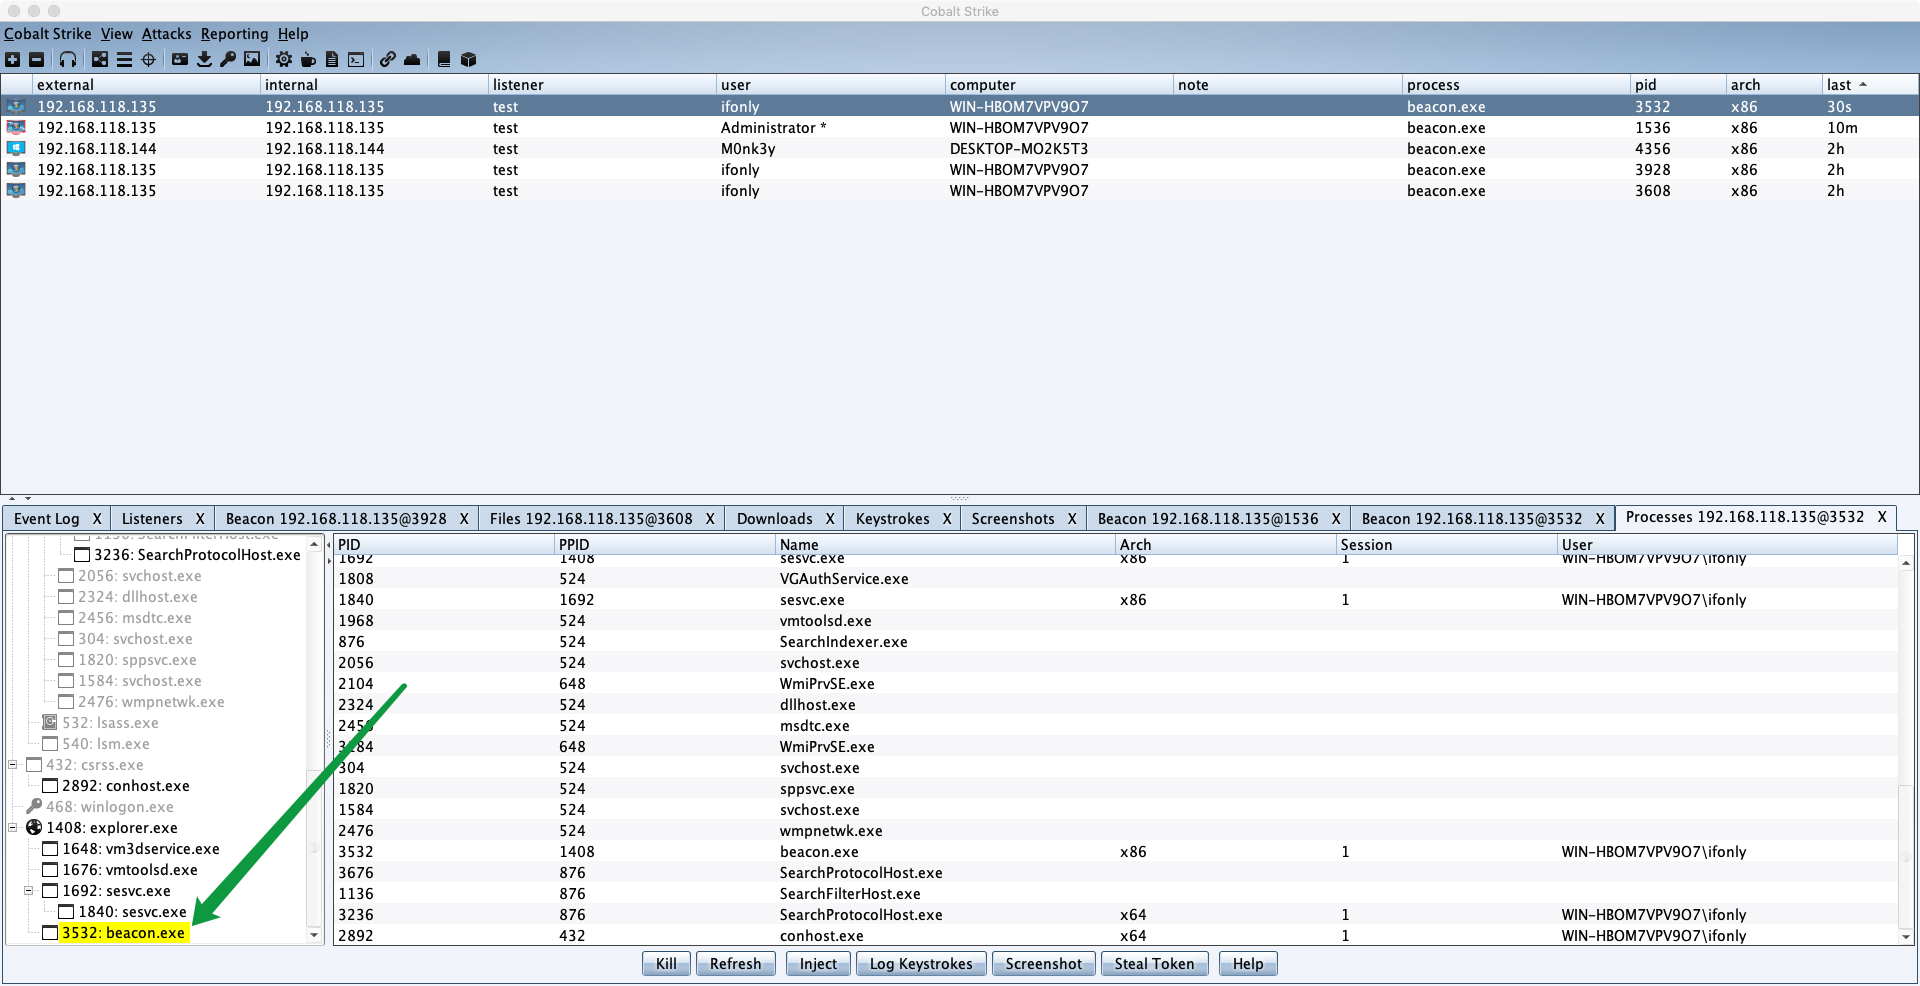 Cobalt Strike
Cobalt Strike View Attacks Reporting Help
external internal listener user computer note process pid arch last
192.168.118.135 192.168.118.135 test ifonly WIN-HBOM7VPV9O7 beacon.exe 3532 x86 30s
192.168.118.135 192.168.118.135 test Administrator * WIN-HBOM7VPV9O7 beacon.exe 1536 x86 10m
192.168.118.144 192.168.118.144 test M0nk3y DESKTOP-MO2K5T3 beacon.exe 4356 x86 2h
192.168.118.135 192.168.118.135 test ifonly WIN-HBOM7VPV9O7 beacon.exe 3928 x86 2h
192.168.118.135 192.168.118.135 test ifonly WIN-HBOM7VPV9O7 beacon.exe 3608 x86 2h
Event Log X Listeners X Beacon 192.168.118.135@3928 X Files 192.168.118.135@3608 X Downloads X Keystrokes X Screenshots X Beacon 192.168.118.135@1536 X Beacon 192.168.118.135@3532 X Processes 192.168.118.135@3532 X
1136: SearchFilterHost.exe
3236: SearchProtocolHost.exe
2056: svchost.exe
2324: dllhost.exe
2456: msdtc.exe
304: svchost.exe
1820: sppsvc.exe
1584: svchost.exe
2476: wmpnetwk.exe
532: lsass.exe
540: lsm.exe
432: csrss.exe
2892: conhost.exe
468: winlogon.exe
1408: explorer.exe
1648: vm3dservice.exe
1676: vmtoolsd.exe
1692: sesvc.exe
1840: sesvc.exe
3532: beacon.exe
PID PPID Name Arch Session User
1692 1408 sesvc.exe x86 1 WIN-HBOM7VPV9O7\ifonly
1808 524 VGAuthService.exe
1840 1692 sesvc.exe x86 1 WIN-HBOM7VPV9O7\ifonly
1968 524 vmtoolsd.exe
876 524 SearchIndexer.exe
2056 524 svchost.exe
2104 648 WmiPrvSE.exe
2324 524 dllhost.exe
2456 524 msdtc.exe
3184 648 WmiPrvSE.exe
304 524 svchost.exe
1820 524 sppsvc.exe
1584 524 svchost.exe
2476 524 wmpnetwk.exe
3532 1408 beacon.exe x86 1 WIN-HBOM7VPV9O7\ifonly
3676 876 SearchProtocolHost.exe
1136 876 SearchFilterHost.exe
3236 876 SearchProtocolHost.exe x64 1 WIN-HBOM7VPV9O7\ifonly
2892 432 conhost.exe x64 1 WIN-HBOM7VPV9O7\ifonly
Kill Refresh Inject Log Keystrokes Screenshot Steal Token Help